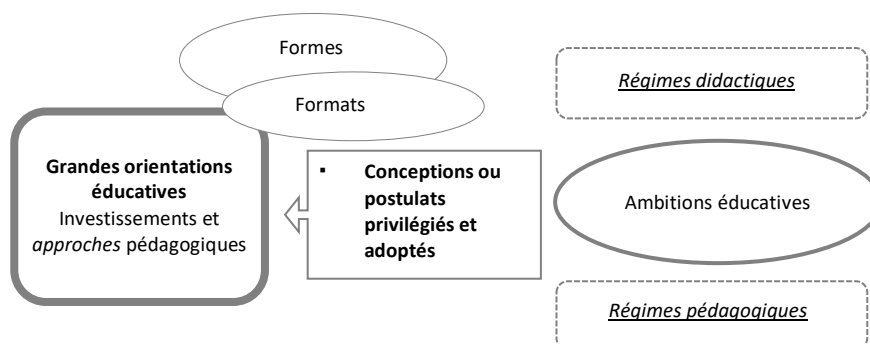 Formes
Formats
Grandes orientations
éducatives
Investissements et
approches pédagogiques
▪ Conceptions ou
postulats
privilégiés et
adoptés
Régimes didactiques
Ambitions éducatives
Régimes pédagogiques